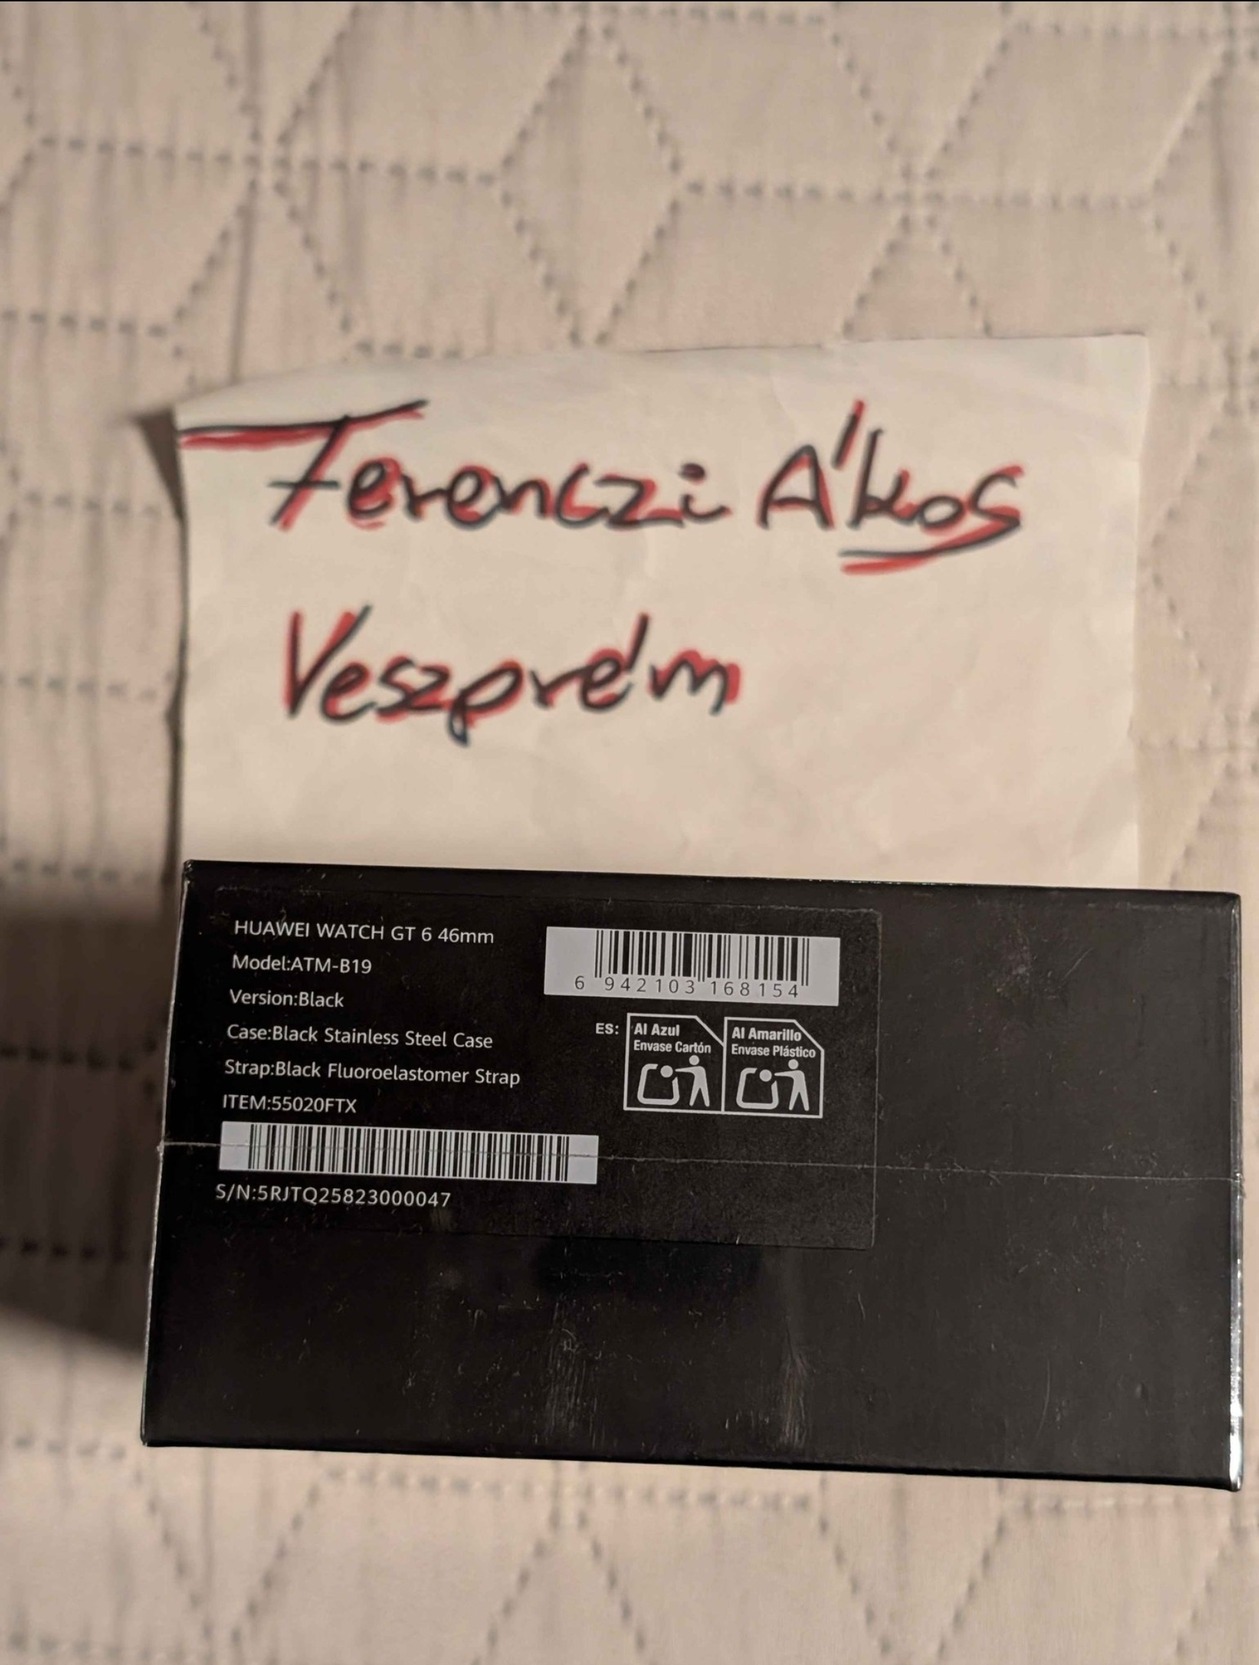 Ferenczi Ákos
Veszprém
HUAWEI WATCH GT 6 46mm
Model:ATM-B19
Version:Black
Case:Black Stainless Steel Case
Strap:Black Fluoroelastomer Strap
ITEM:55020FTX
S/N:5RJTQ25823000047
6 942103 168154
ES:
Al Azul
Envase Cartón
Al Amarillo
Envase Plástico